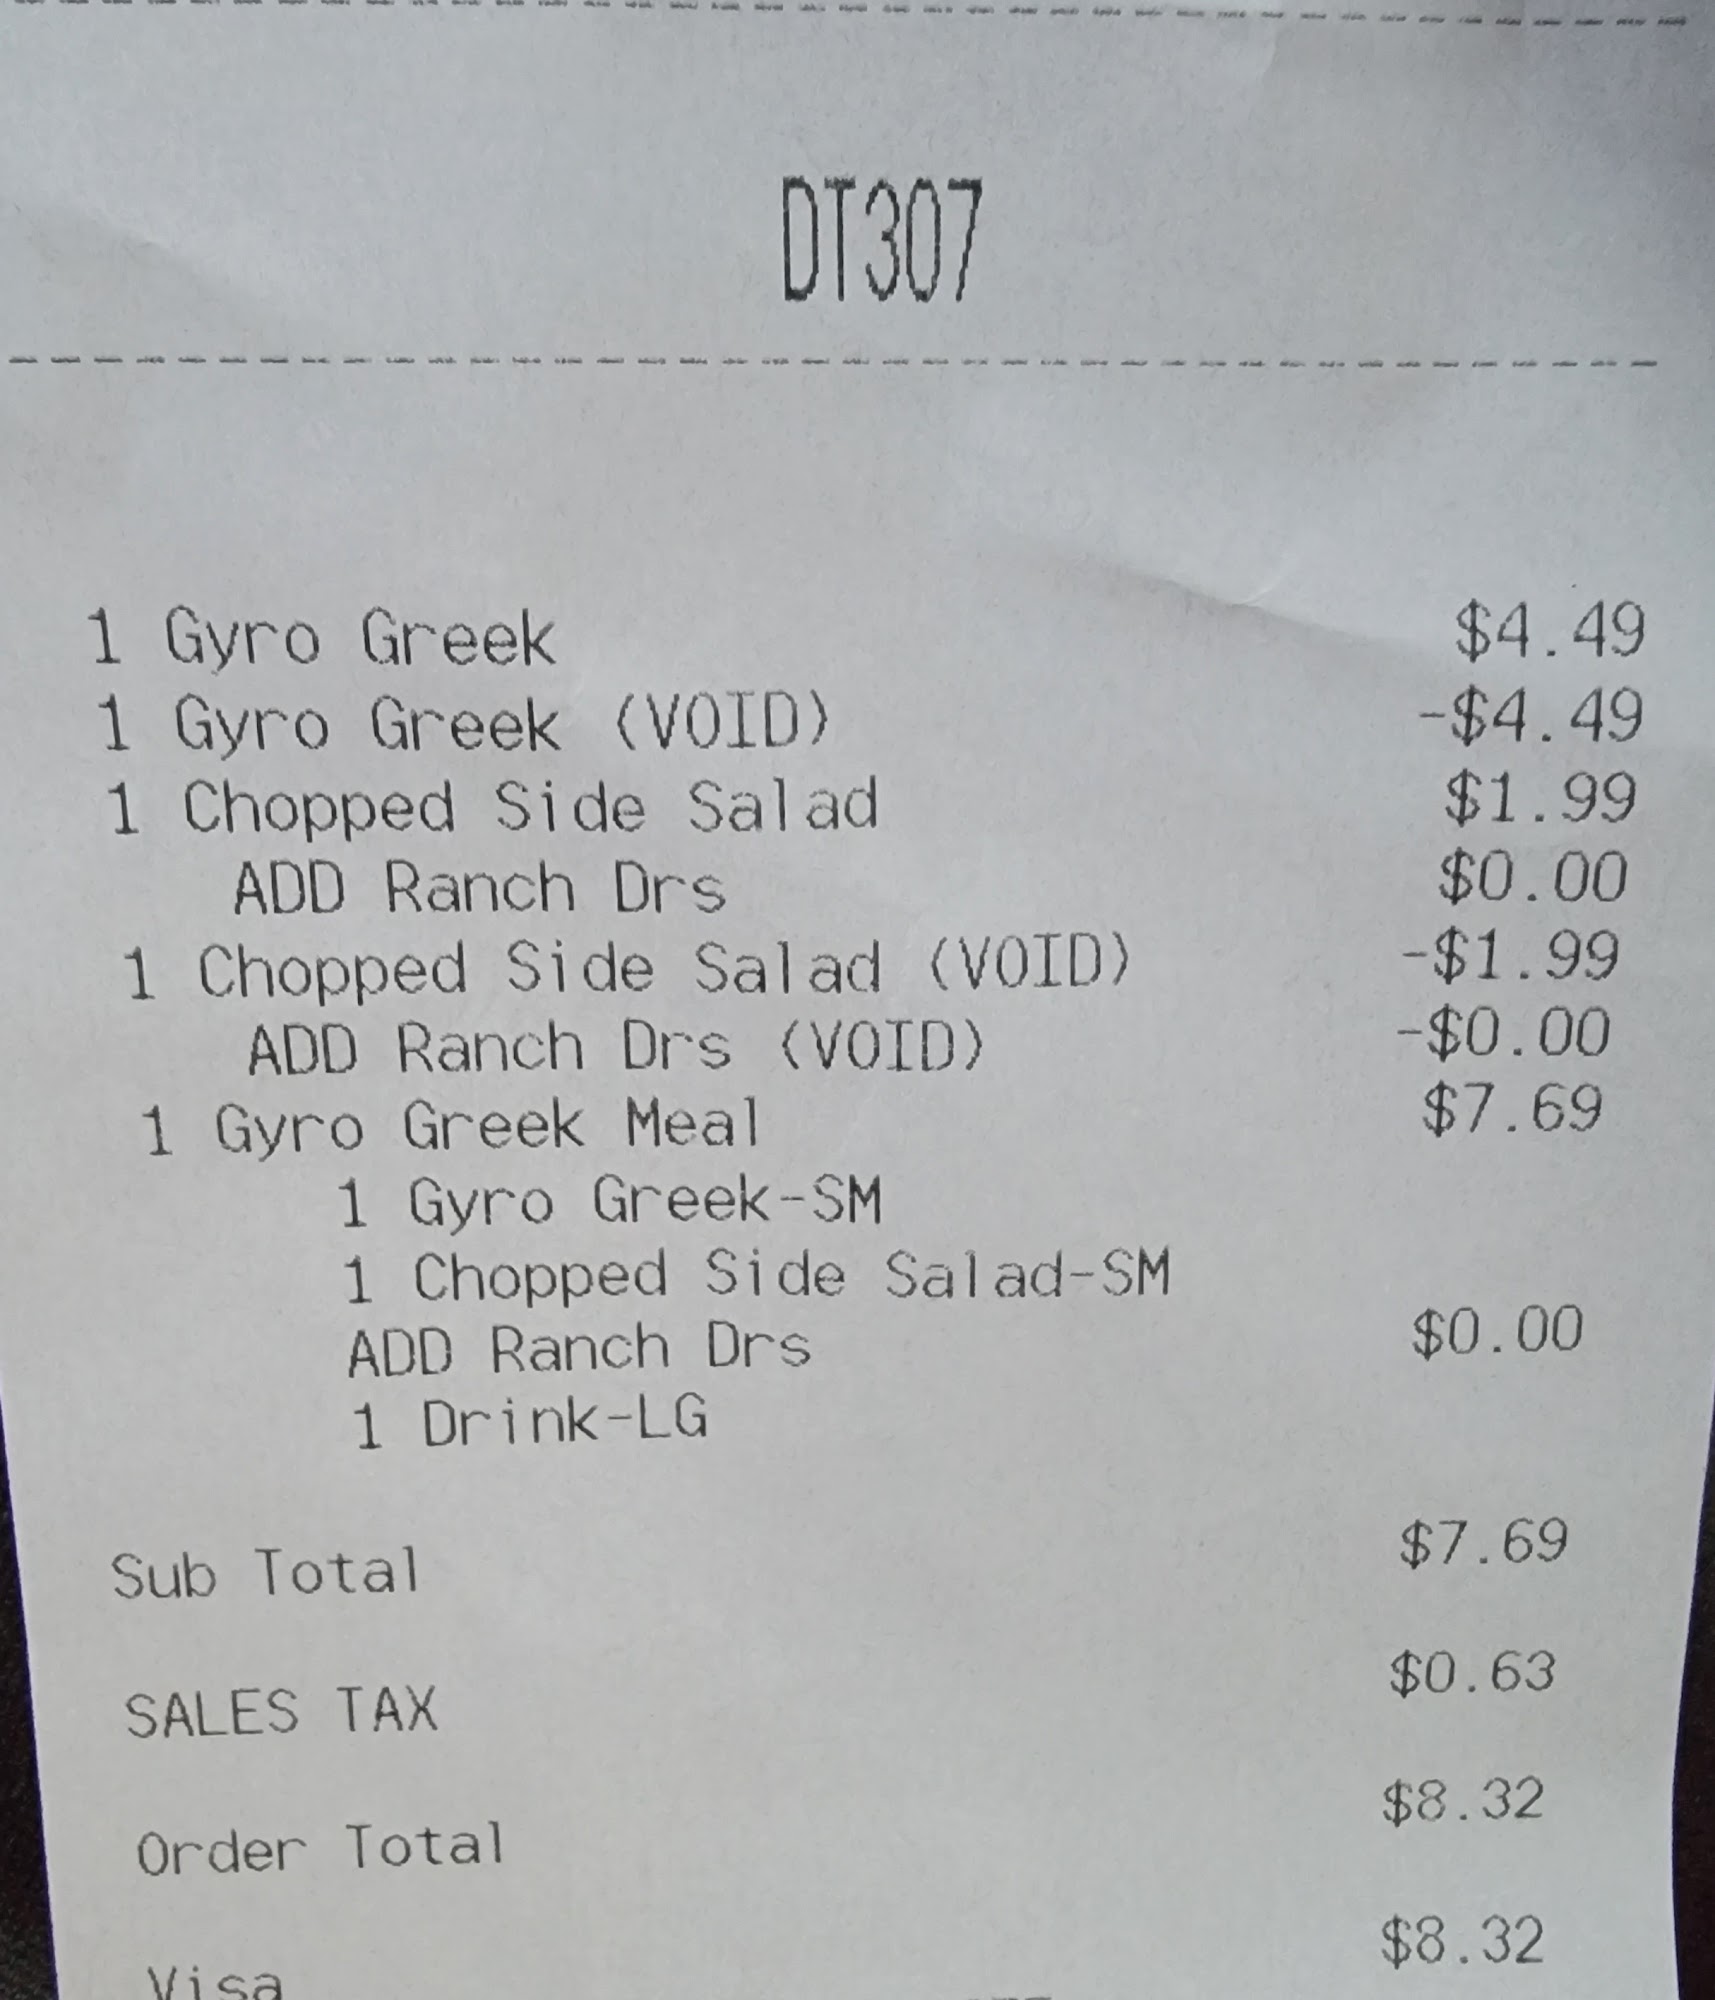 DT307
1 Gyro Greek $4.49
1 Gyro Greek (VOID) -$4.49
1 Chopped Side Salad $1.99
ADD Ranch Drs $0.00
1 Chopped Side Salad (VOID) -$1.99
ADD Ranch Drs (VOID) -$0.00
1 Gyro Greek Meal $7.69
1 Gyro Greek-SM
1 Chopped Side Salad-SM
ADD Ranch Drs $0.00
1 Drink-LG
Sub Total $7.69
SALES TAX $0.63
Order Total $8.32
Visa $8.32